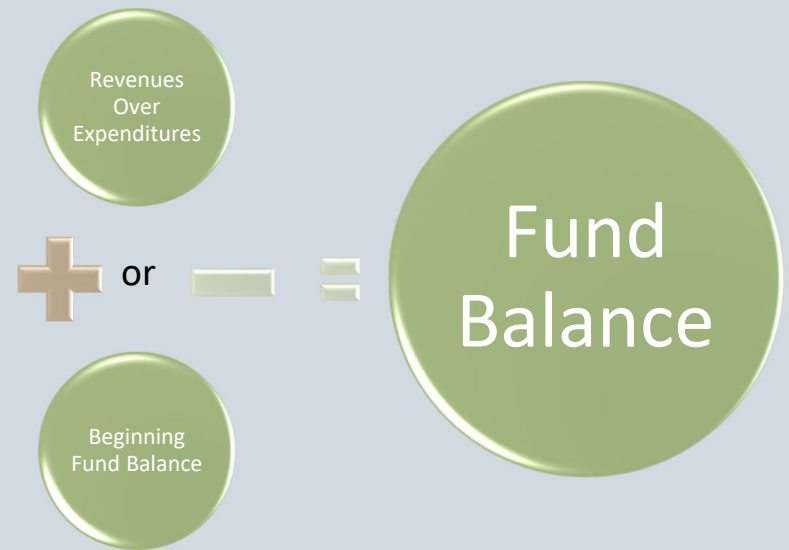 Revenues
Over
Expenditures
or
Beginning
Fund Balance
Fund
Balance